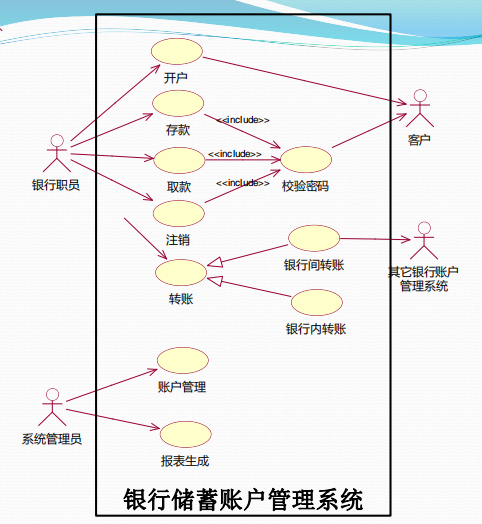 开户
存款
<<include>>
客户
银行职员
取款
<<include>>
校验密码
<<include>>
注销
银行间转账
其它银行账户
管理系统
转账
银行内转账
账户管理
系统管理员
报表生成
银行储蓄账户管理系统